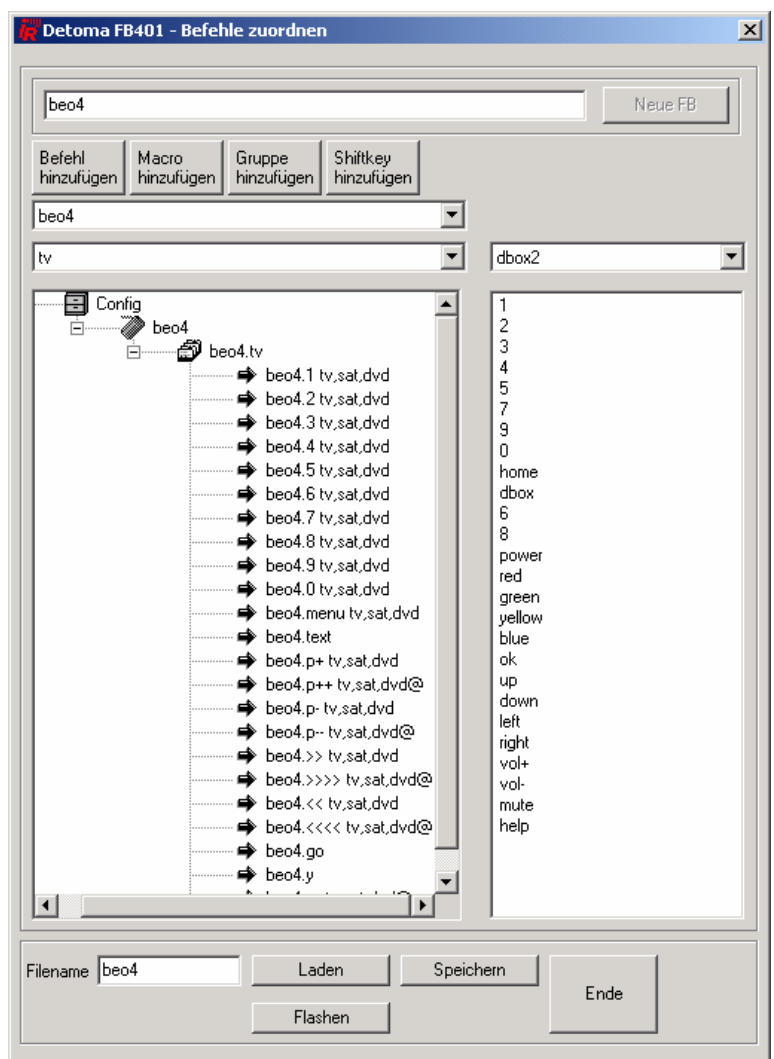 Detoma FB401 - Befehle zuordnen
beo4
Neue FB
Befehl
hinzufügen
Macro
hinzufügen
Gruppe
hinzufügen
Shiftkey
hinzufügen
beo4
tv
dbox2
Config
beo4
beo4.tv
beo4.1 tv,sat,dvd
beo4.2 tv,sat,dvd
beo4.3 tv,sat,dvd
beo4.4 tv,sat,dvd
beo4.5 tv,sat,dvd
beo4.6 tv,sat,dvd
beo4.7 tv,sat,dvd
beo4.8 tv,sat,dvd
beo4.9 tv,sat,dvd
beo4.0 tv,sat,dvd
beo4.menu tv,sat,dvd
beo4.text
beo4.p+ tv,sat,dvd
beo4.p++ tv,sat,dvd@
beo4.p- tv,sat,dvd
beo4.p-- tv,sat,dvd@
beo4.>> tv,sat,dvd
beo4.>>>> tv,sat,dvd@
beo4.<< tv,sat,dvd
beo4.<<<< tv,sat,dvd@
beo4.go
beo4.y
1
2
3
4
5
7
9
0
home
dbox
6
8
power
red
green
yellow
blue
ok
up
down
left
right
vol+
vol-
mute
help
Filename
beo4
Laden
Speichern
Ende
Flashen